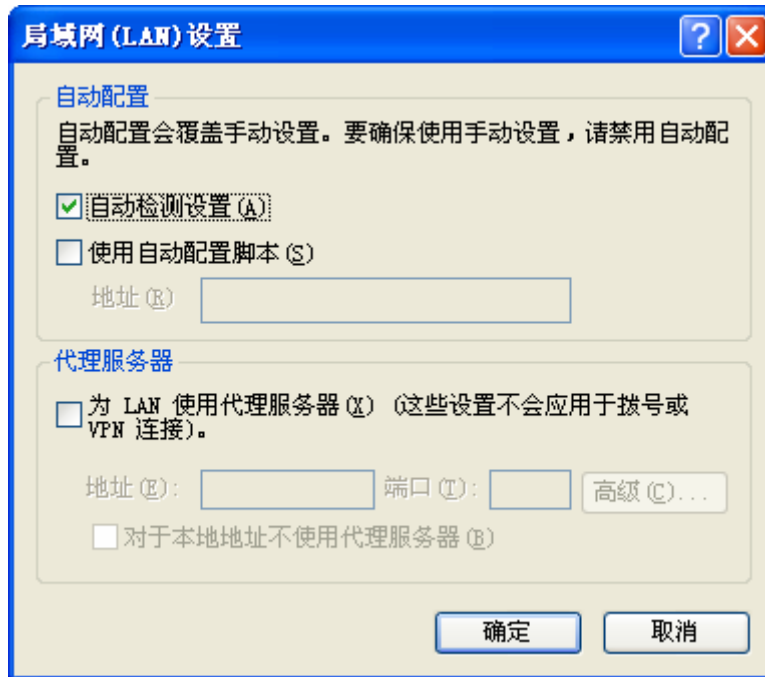 局域网(LAN)设置
自动配置
自动配置会覆盖手动设置。要确保使用手动设置，请禁用自动配
置。
自动检测设置(A)
使用自动配置脚本(S)
地址(R)
代理服务器
为 LAN 使用代理服务器(X) (这些设置不会应用于拨号或
VPN 连接)。
地址(E): 端口(T): 高级(C)...
对于本地地址不使用代理服务器(B)
确定 取消